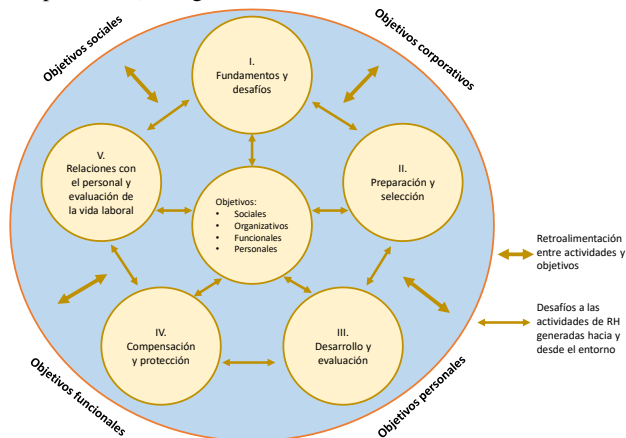 Objetivos sociales
Objetivos corporativos
I.
Fundamentos y
desafíos
V.
Relaciones con
el personal y
evaluación de
la vida laboral
II.
Preparación y
selección
Objetivos:
• Sociales
• Organizativos
• Funcionales
• Personales
Retroalimentación
entre actividades y
objetivos
IV.
Compensación
y protección
III.
Desarrollo y
evaluación
Desafíos a las
actividades de RH
generadas hacia y
desde el entorno
Objetivos funcionales
Objetivos personales